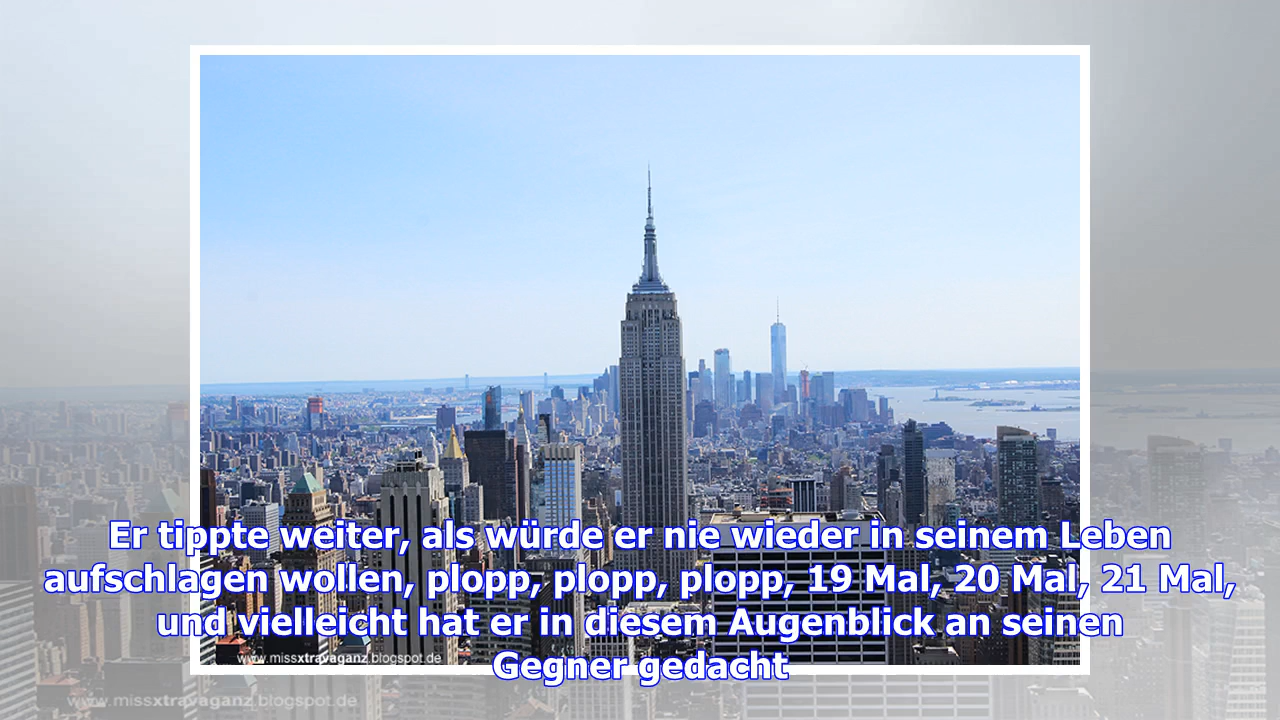 Er tippte weiter, als würde er nie wieder in seinem Leben
aufschlagen wollen, plopp, plopp, plopp, 19 Mal, 20 Mal, 21 Mal,
und vielleicht hat er in diesem Augenblick an seinen
Gegner gedacht
www.missxtravaganz.blogspot.de
www.missxtravaganz.blogspot.de